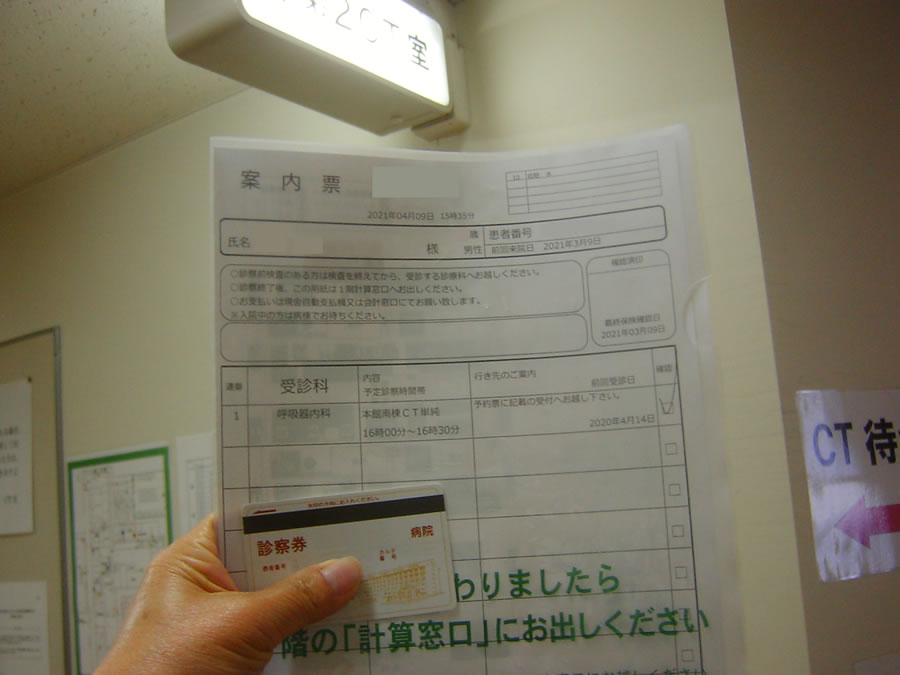 2CT室
案内票
2021年04月09日 15時35分
氏名
様
歳
男性
患者番号
前回来院日 2021年3月9日
○診察前検査のある方は検査を終えてから、受診する診療科へお越しください。
○診察終了後、この用紙は1階計算窓口へお出しください。
○お支払いは現金自動支払機又は会計窓口にてお願い致します。
※入院中の方は病棟でお待ちください。
確認済印
最終保険確認日
2021年03月09日
連番
受診科
内容
予定診察時間帯
行き先のご案内
前回受診日
確認
1
呼吸器内科
本館南棟CT単純
16時00分~16時30分
予約票に記載の受付へお越し下さい。
2020年4月14日
診察券
病院
患者番号
わりましたら
階の「計算窓口」にお出しください
CT 待